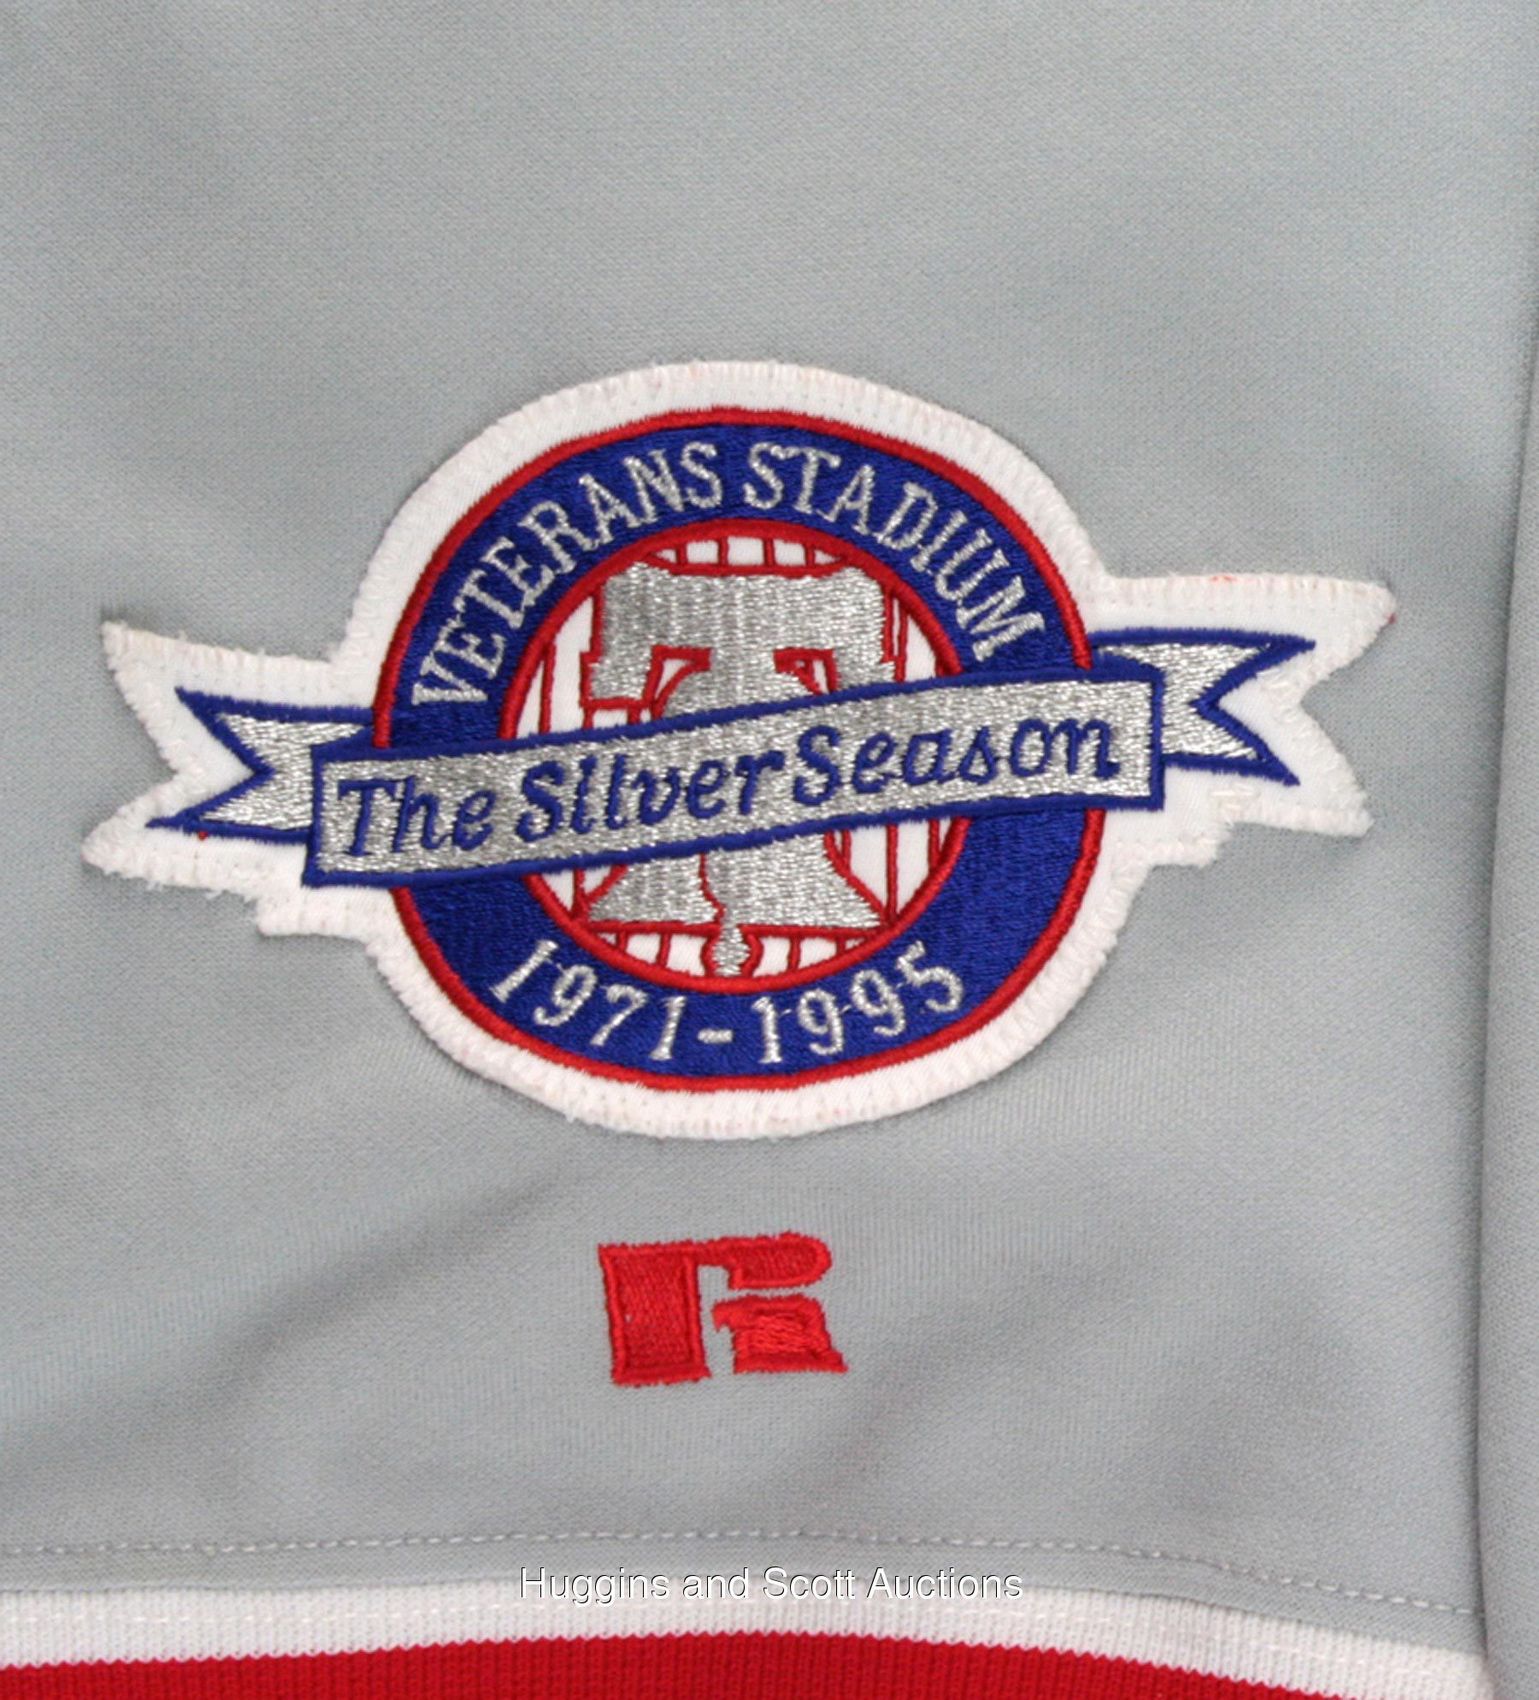 VETERANS STADIUM
The Silver Season
1971-1995
R
Huggins and Scott Auctions